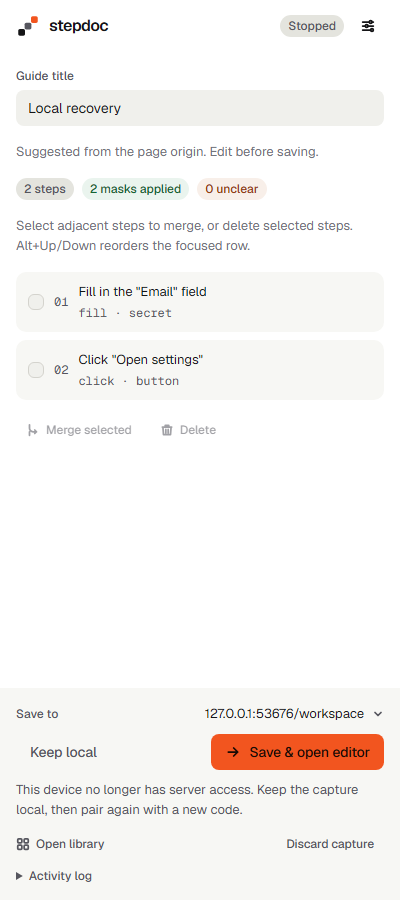 stepdoc
Stopped
Guide title
Local recovery
Suggested from the page origin. Edit before saving.
2 steps
2 masks applied
0 unclear
Select adjacent steps to merge, or delete selected steps.
Alt+Up/Down reorders the focused row.
01
Fill in the "Email" field
fill · secret
02
Click "Open settings"
click · button
Merge selected
Delete
Save to
127.0.0.1:53676/workspace
Keep local
Save & open editor
This device no longer has server access. Keep the capture
local, then pair again with a new code.
Open library
Discard capture
Activity log